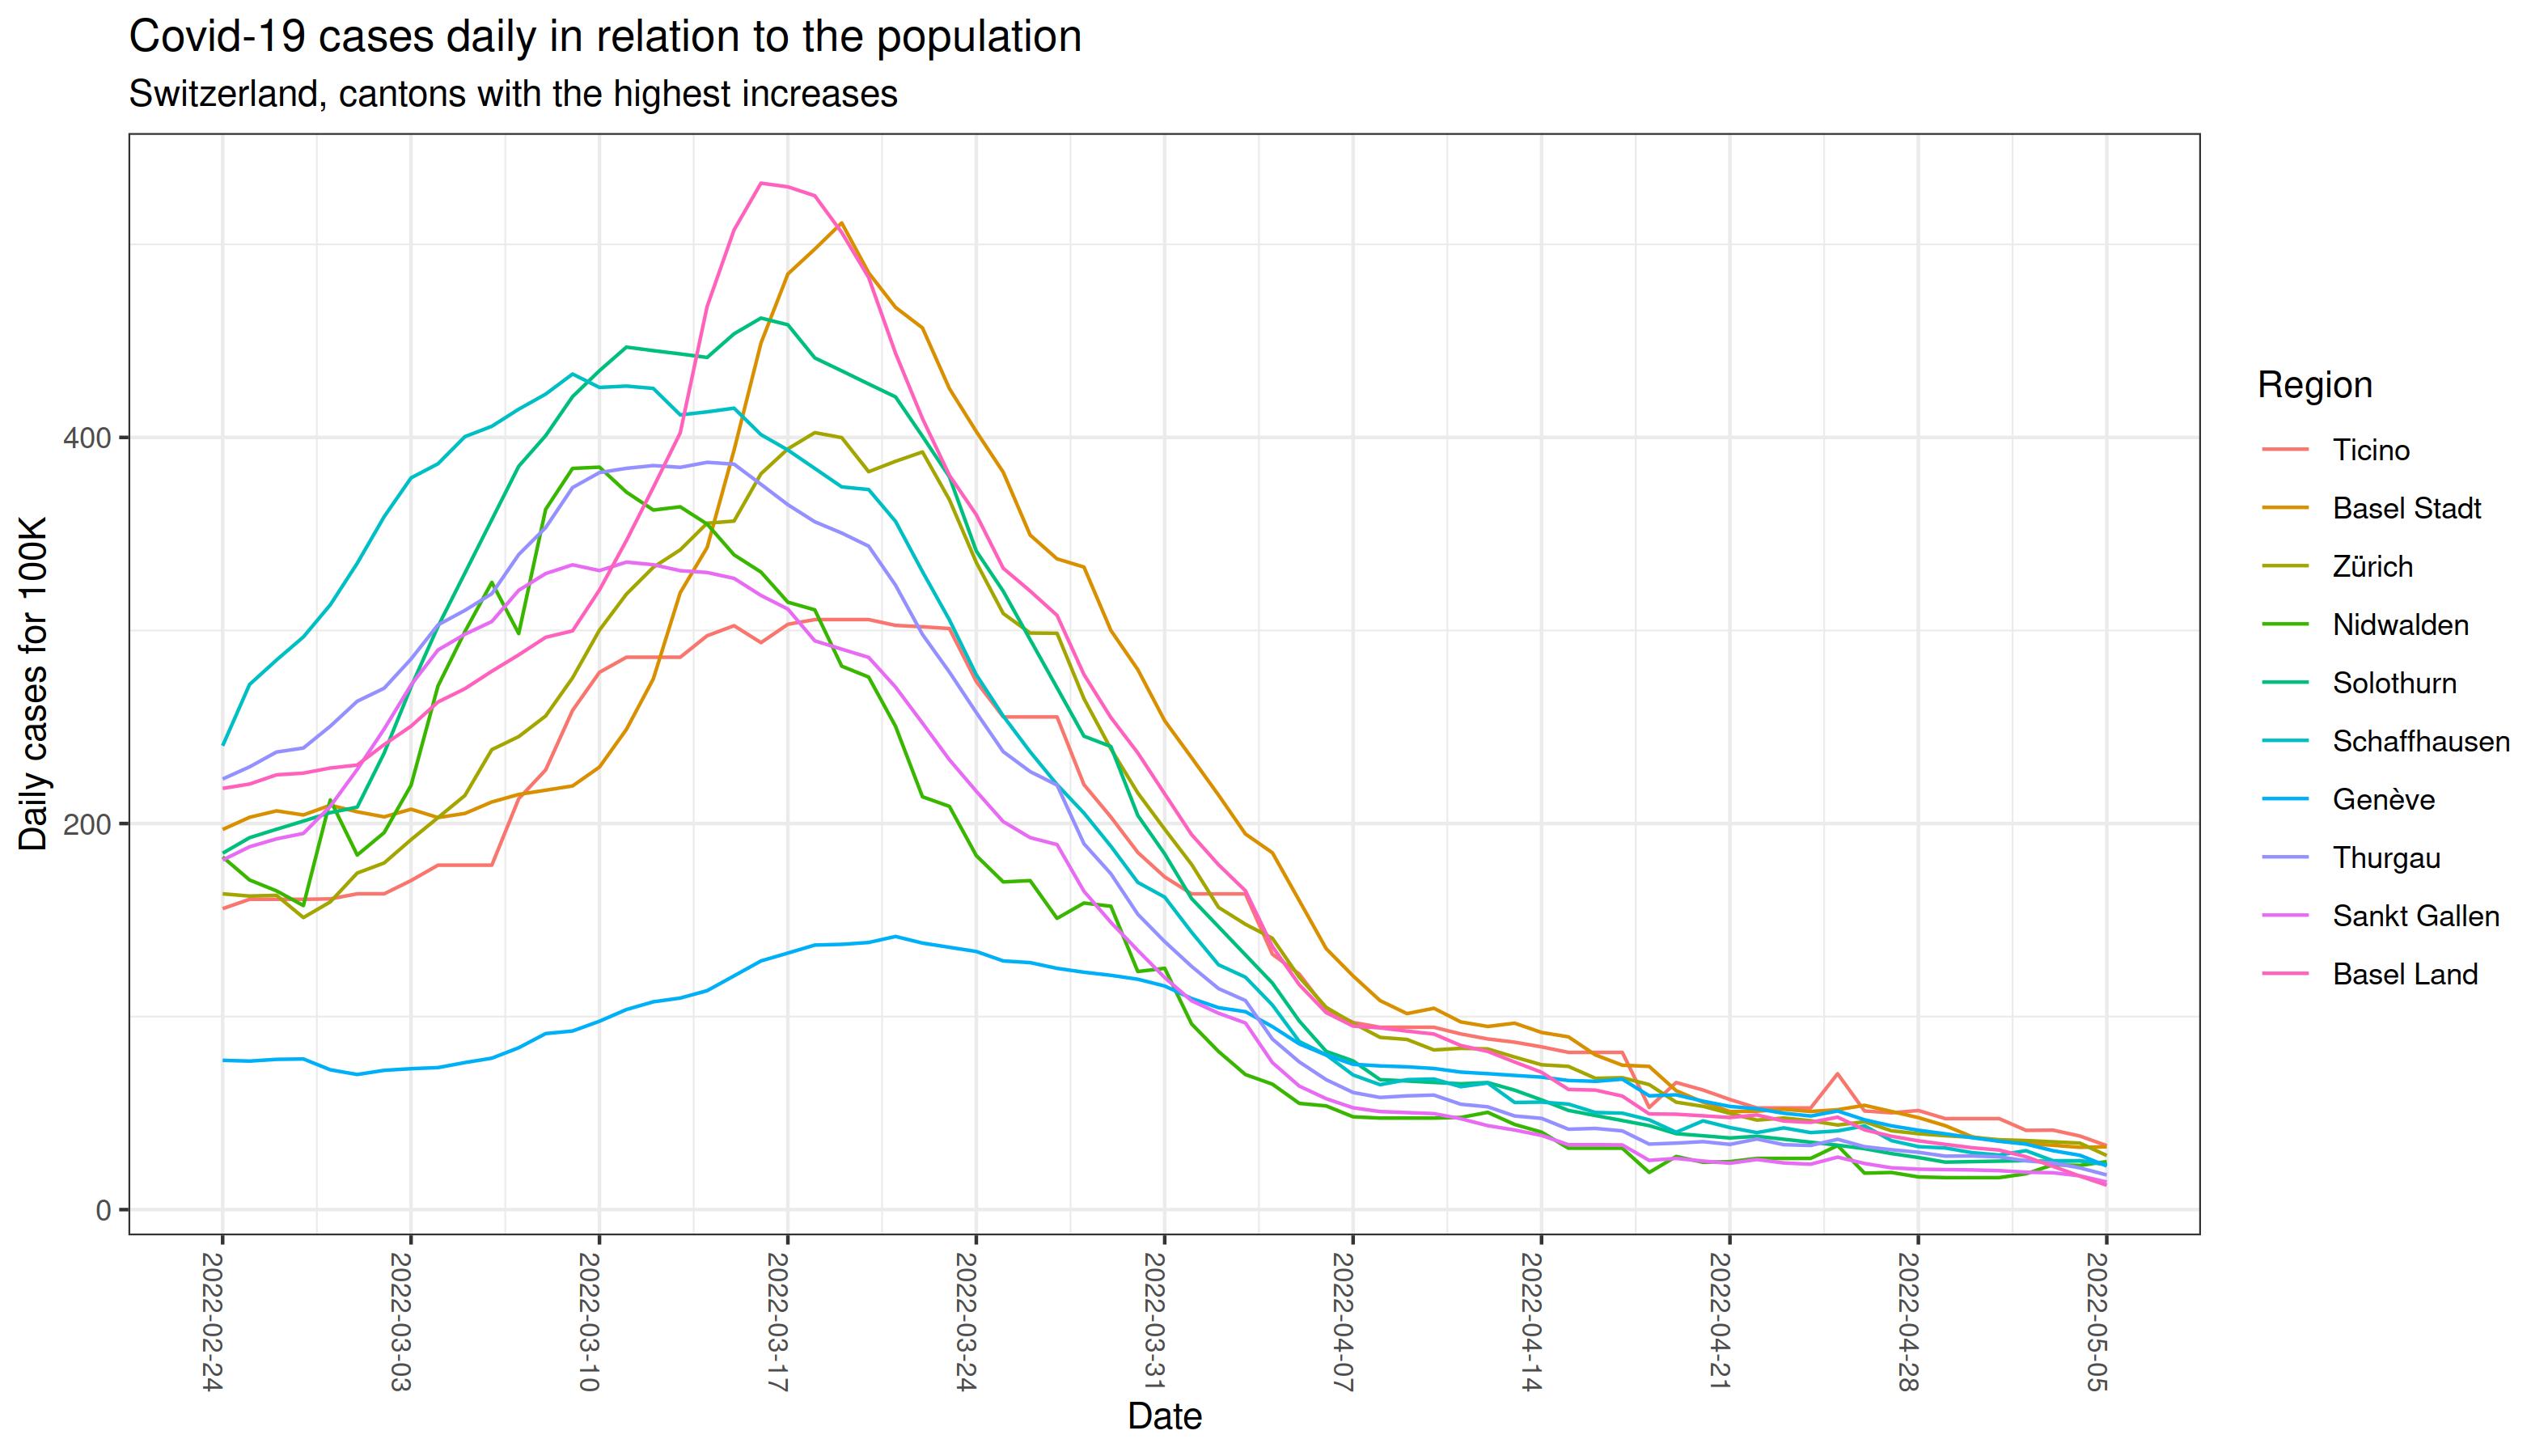 Covid-19 cases daily in relation to the population
Switzerland, cantons with the highest increases
Daily cases for 100K
400
200
0
2022-02-24
2022-03-03
2022-03-10
2022-03-17
2022-03-24
2022-03-31
2022-04-07
2022-04-14
2022-04-21
2022-04-28
2022-05-05
Date
Region
Ticino
Basel Stadt
Zürich
Nidwalden
Solothurn
Schaffhausen
Genève
Thurgau
Sankt Gallen
Basel Land